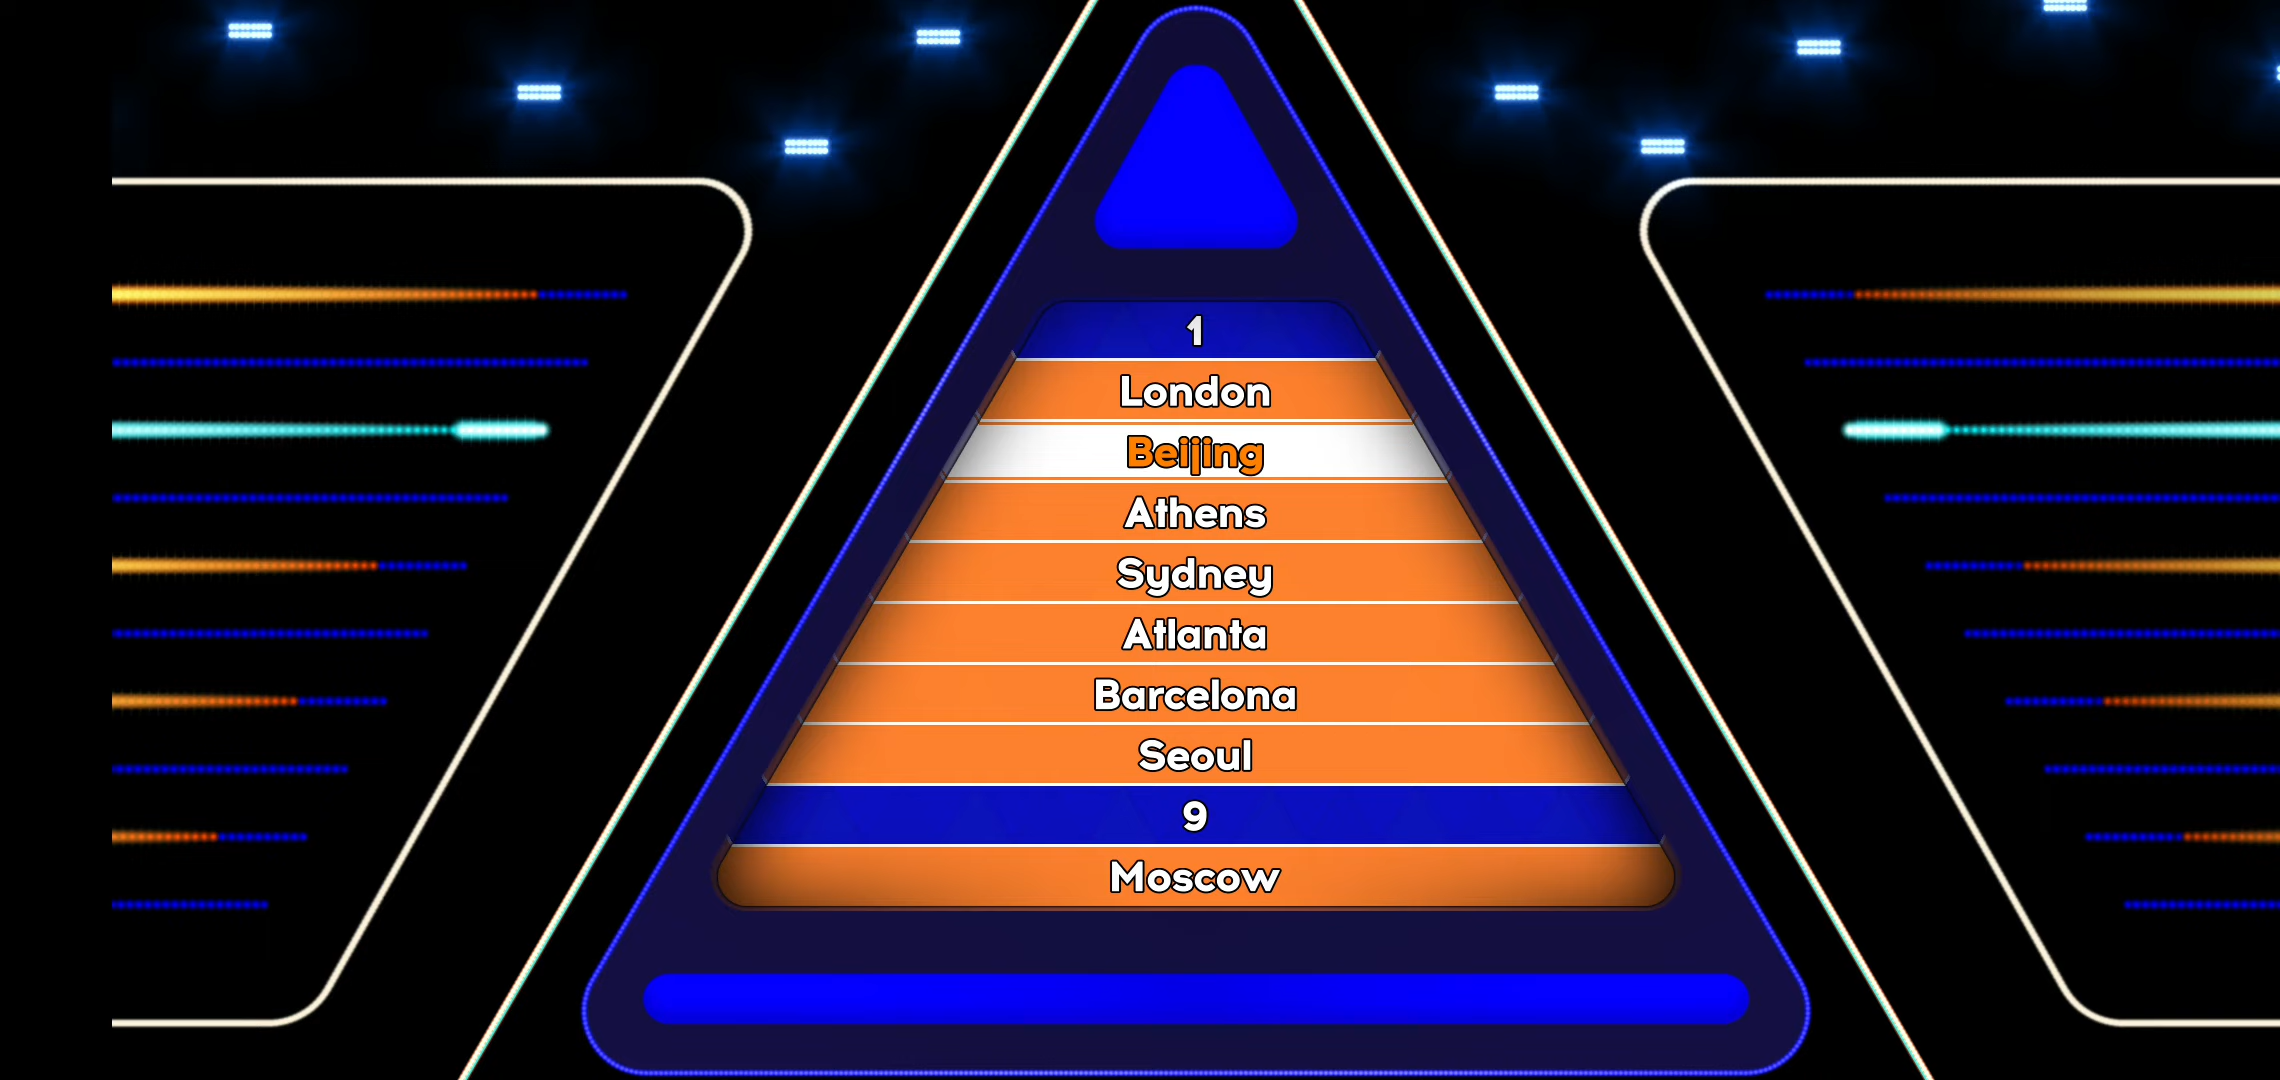 1
London
Beijing
Athens
Sydney
Atlanta
Barcelona
Seoul
9
Moscow